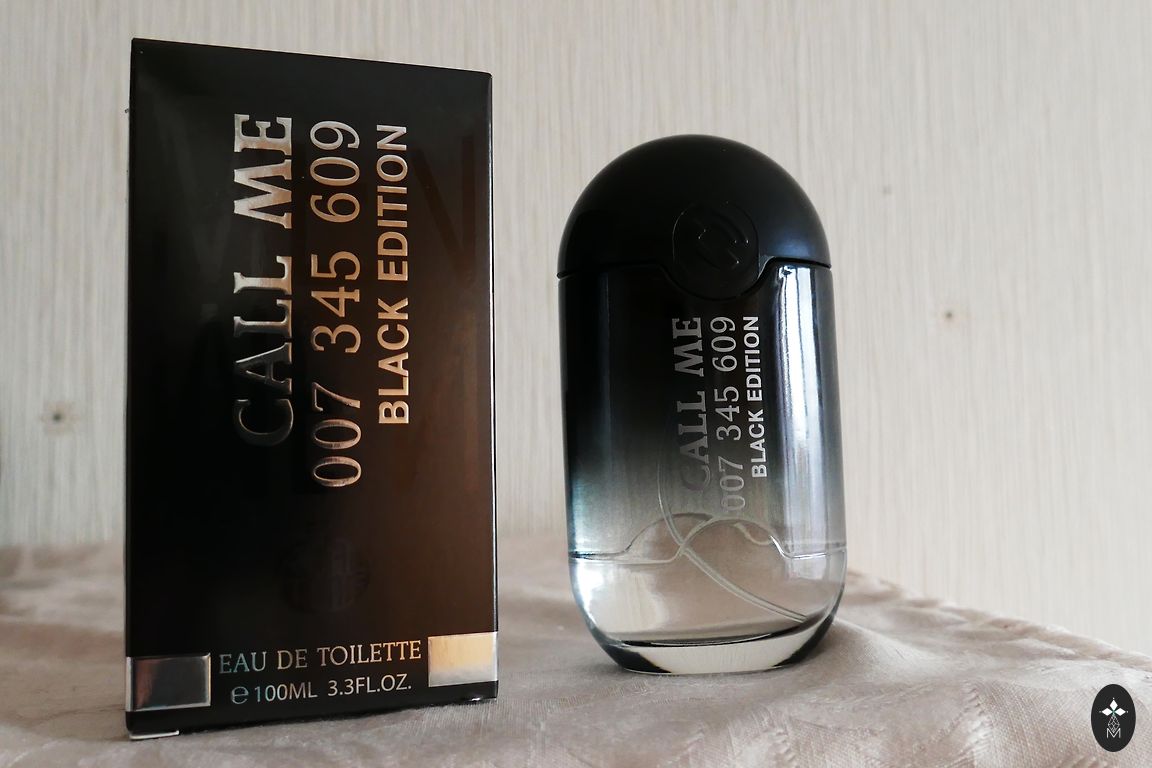 CALL ME
007 345 609
BLACK EDITION
EAU DE TOILETTE
℮100ML 3.3FL.OZ.
CALL ME
007 345 609
BLACK EDITION
M